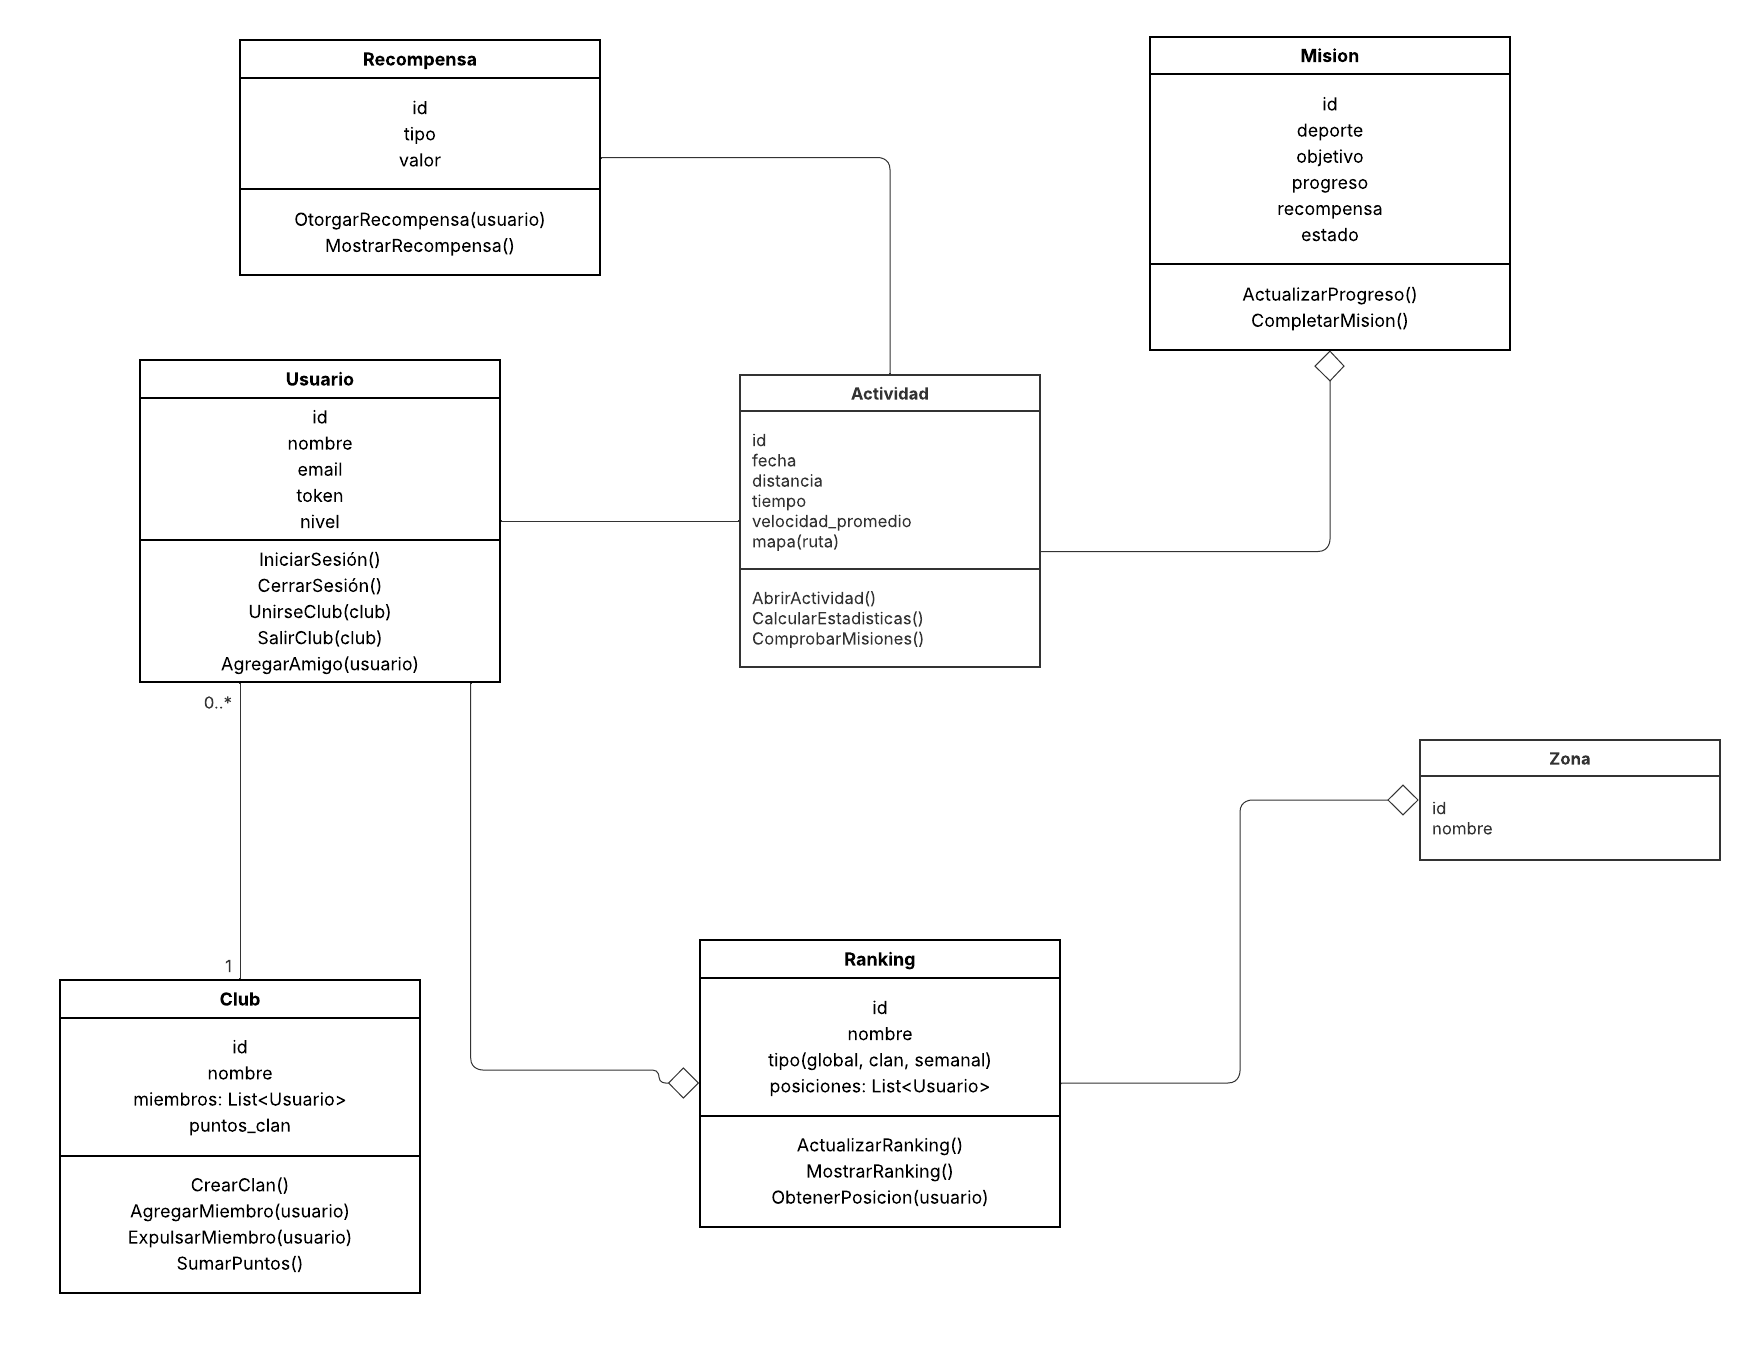 Recompensa
id
tipo
valor
OtorgarRecompensa(usuario)
MostrarRecompensa()
Mision
id
deporte
objetivo
progreso
recompensa
estado
ActualizarProgreso()
CompletarMision()
Usuario
id
nombre
email
token
nivel
IniciarSesión()
CerrarSesión()
UnirseClub(club)
SalirClub(club)
AgregarAmigo(usuario)
Actividad
id
fecha
distancia
tiempo
velocidad_promedio
mapa(ruta)
AbrirActividad()
CalcularEstadisticas()
ComprobarMisiones()
0..*
1
Zona
id
nombre
Club
id
nombre
miembros: List<Usuario>
puntos_clan
CrearClan()
AgregarMiembro(usuario)
ExpulsarMiembro(usuario)
SumarPuntos()
Ranking
id
nombre
tipo(global, clan, semanal)
posiciones: List<Usuario>
ActualizarRanking()
MostrarRanking()
ObtenerPosicion(usuario)